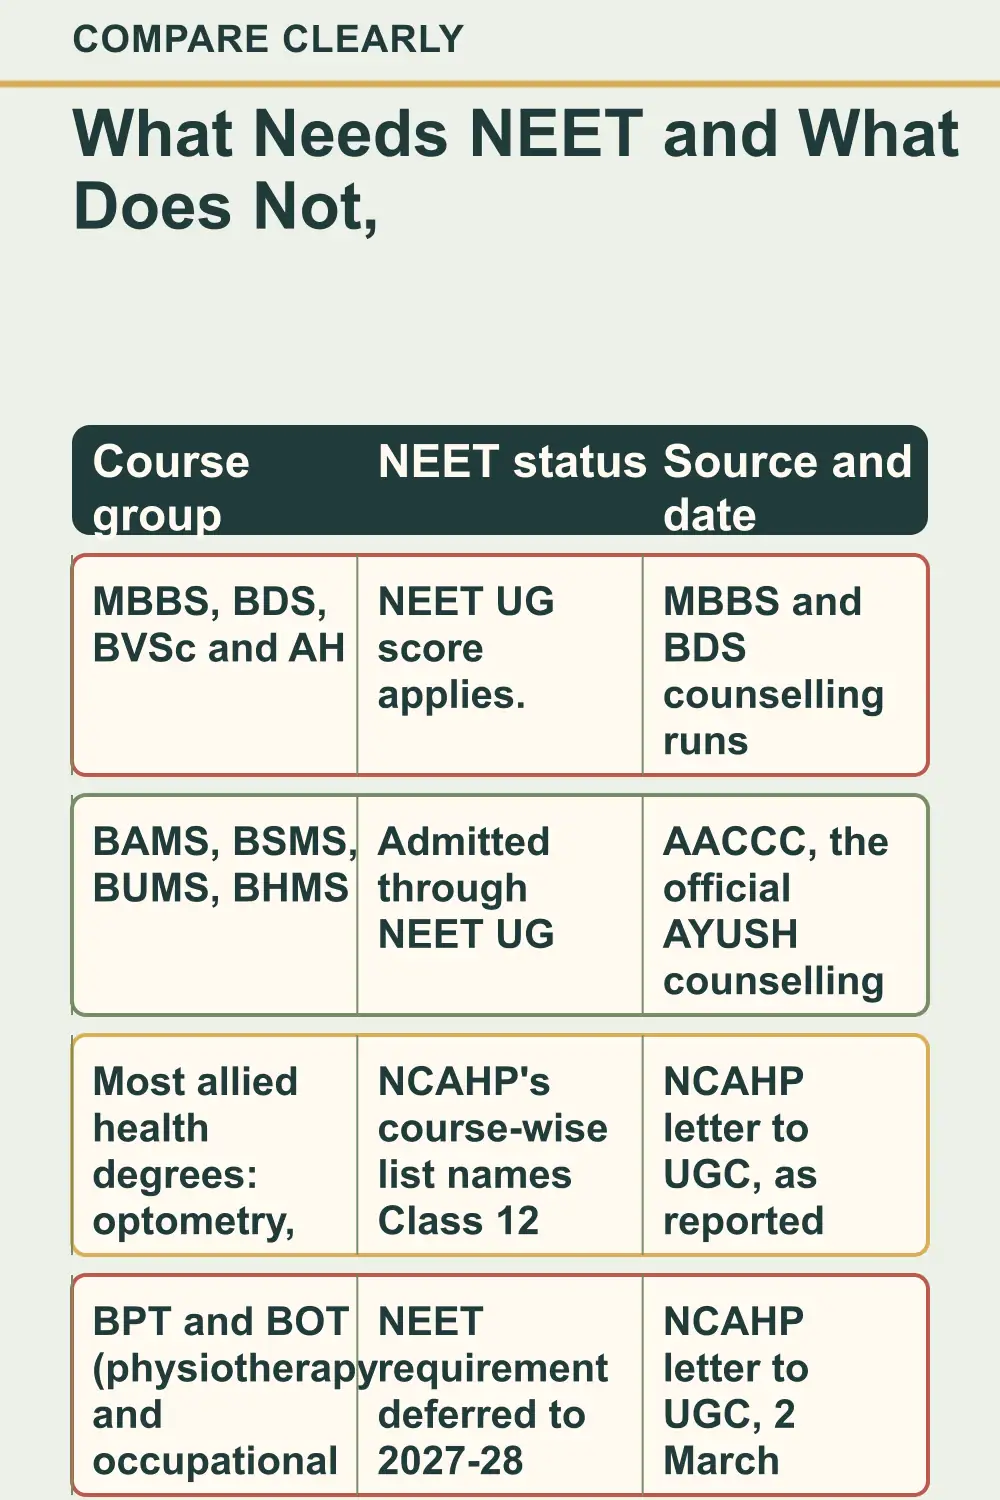 COMPARE CLEARLY
What Needs NEET and What
Does Not,
Course group
NEET status
Source and date
MBBS, BDS,
BVSc and AH
NEET UG
score
applies.
MBBS and
BDS
counselling
runs
BAMS, BSMS,
BUMS, BHMS
Admitted
through
NEET UG
AACCC, the
official
AYUSH
counselling
Most allied
health
degrees:
optometry,
NCAHP's
course-wise
list names
Class 12
NCAHP
letter to
UGC, as
reported
BPT and BOT
(physiotherapy
and
occupational
NEET
requirement
deferred to
2027-28
NCAHP
letter to
UGC, 2
March